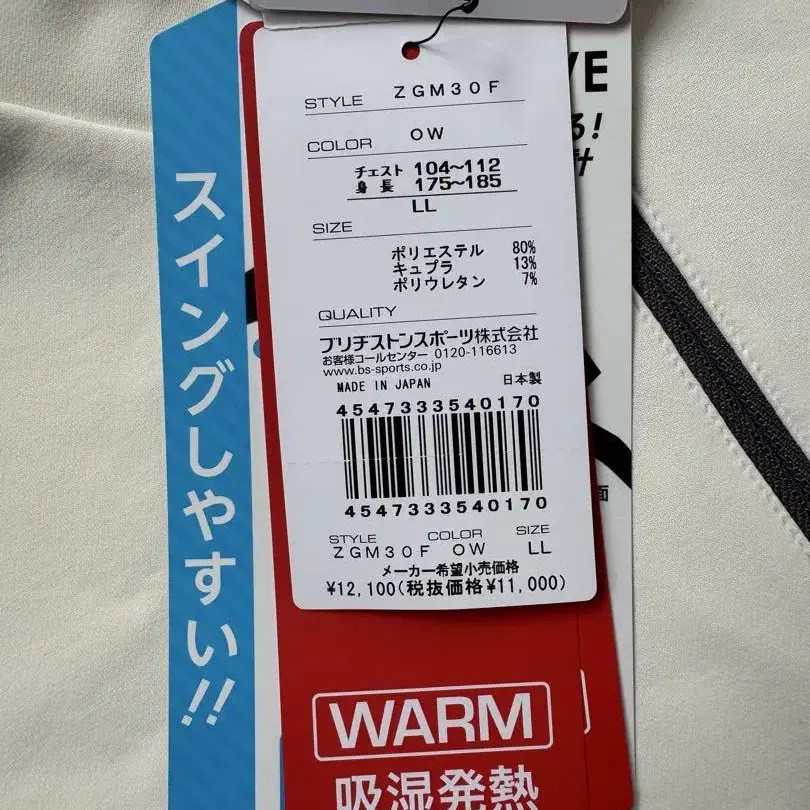 STYLE ZGM30F
COLOR OW
チェスト 104～112
身長 175～185
LL
SIZE
ポリエステル 80%
キュプラ 13%
ポリウレタン 7%
QUALITY
ブリヂストンスポーツ株式会社
お客様コールセンター 0120-116613
www.bs-sports.co.jp
MADE IN JAPAN 日本製
4547333540170
4547333540170
STYLE COLOR SIZE
ZGM30F OW LL
メーカー希望小売価格
¥12,100(税抜価格¥11,000)
スイングしやすい!!
WARM
吸湿発熱